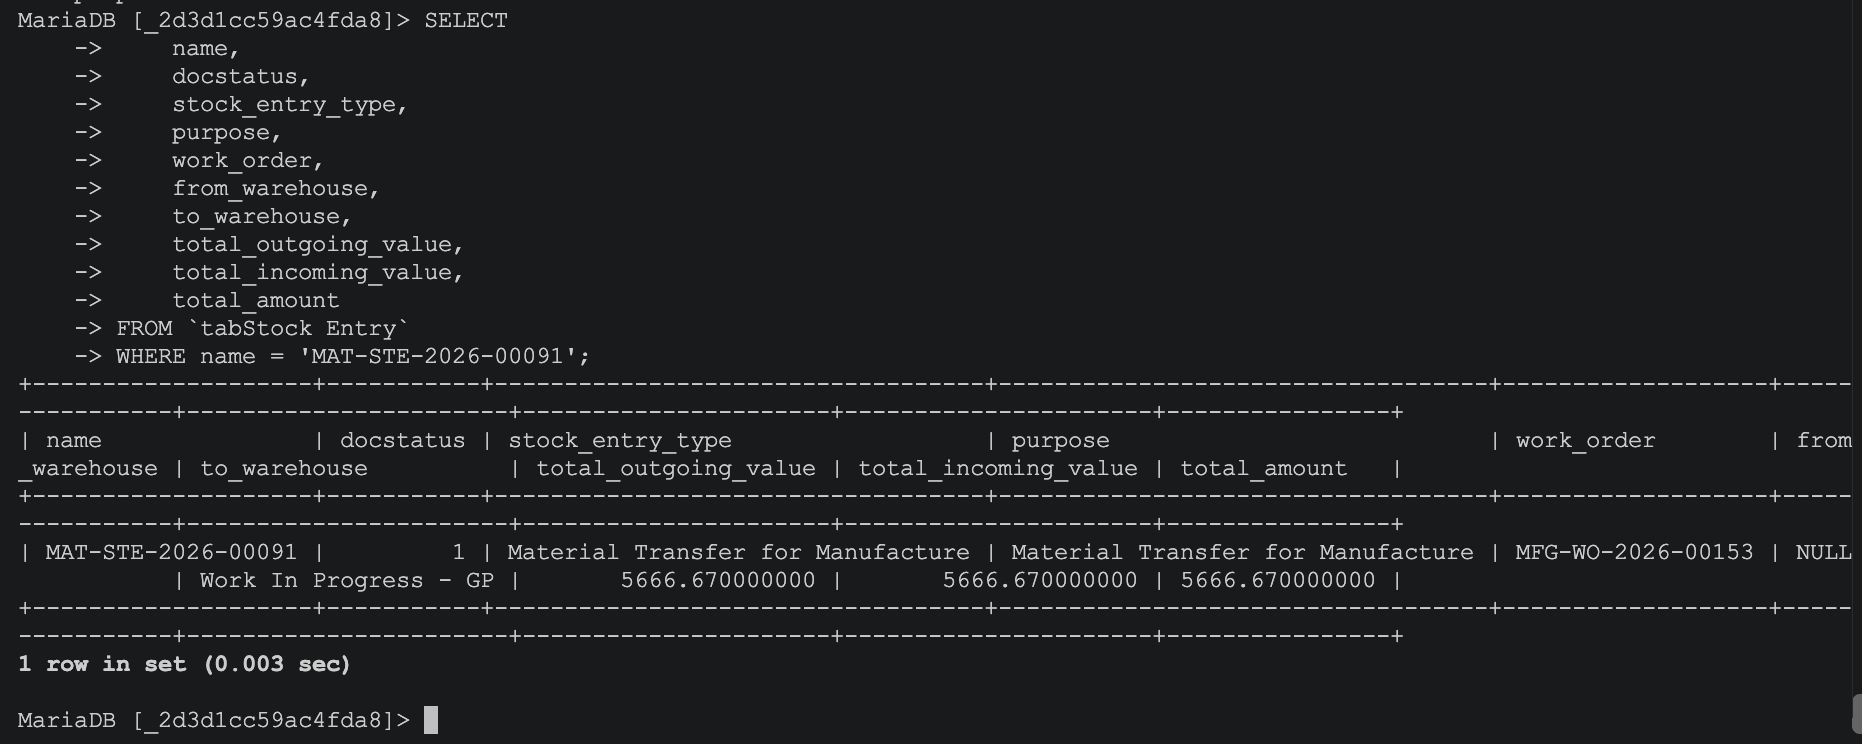 MariaDB [_2d3d1cc59ac4fda8]> SELECT
    ->     name,
    ->     docstatus,
    ->     stock_entry_type,
    ->     purpose,
    ->     work_order,
    ->     from_warehouse,
    ->     to_warehouse,
    ->     total_outgoing_value,
    ->     total_incoming_value,
    ->     total_amount
    -> FROM `tabStock Entry`
    -> WHERE name = 'MAT-STE-2026-00091';
+--------------------+-----------+-----------------------------------+-----------------------------------+-------------------+-----
-----------+-----------------------+----------------------+----------------------+----------------+
| name               | docstatus | stock_entry_type                  | purpose                           | work_order        | from
_warehouse | to_warehouse          | total_outgoing_value | total_incoming_value | total_amount   |
+--------------------+-----------+-----------------------------------+-----------------------------------+-------------------+-----
-----------+-----------------------+----------------------+----------------------+----------------+
| MAT-STE-2026-00091 |         1 | Material Transfer for Manufacture | Material Transfer for Manufacture | MFG-WO-2026-00153 | NULL
           | Work In Progress - GP |       5666.670000000 |       5666.670000000 | 5666.670000000 |
+--------------------+-----------+-----------------------------------+-----------------------------------+-------------------+-----
-----------+-----------------------+----------------------+----------------------+----------------+
1 row in set (0.003 sec)
MariaDB [_2d3d1cc59ac4fda8]>